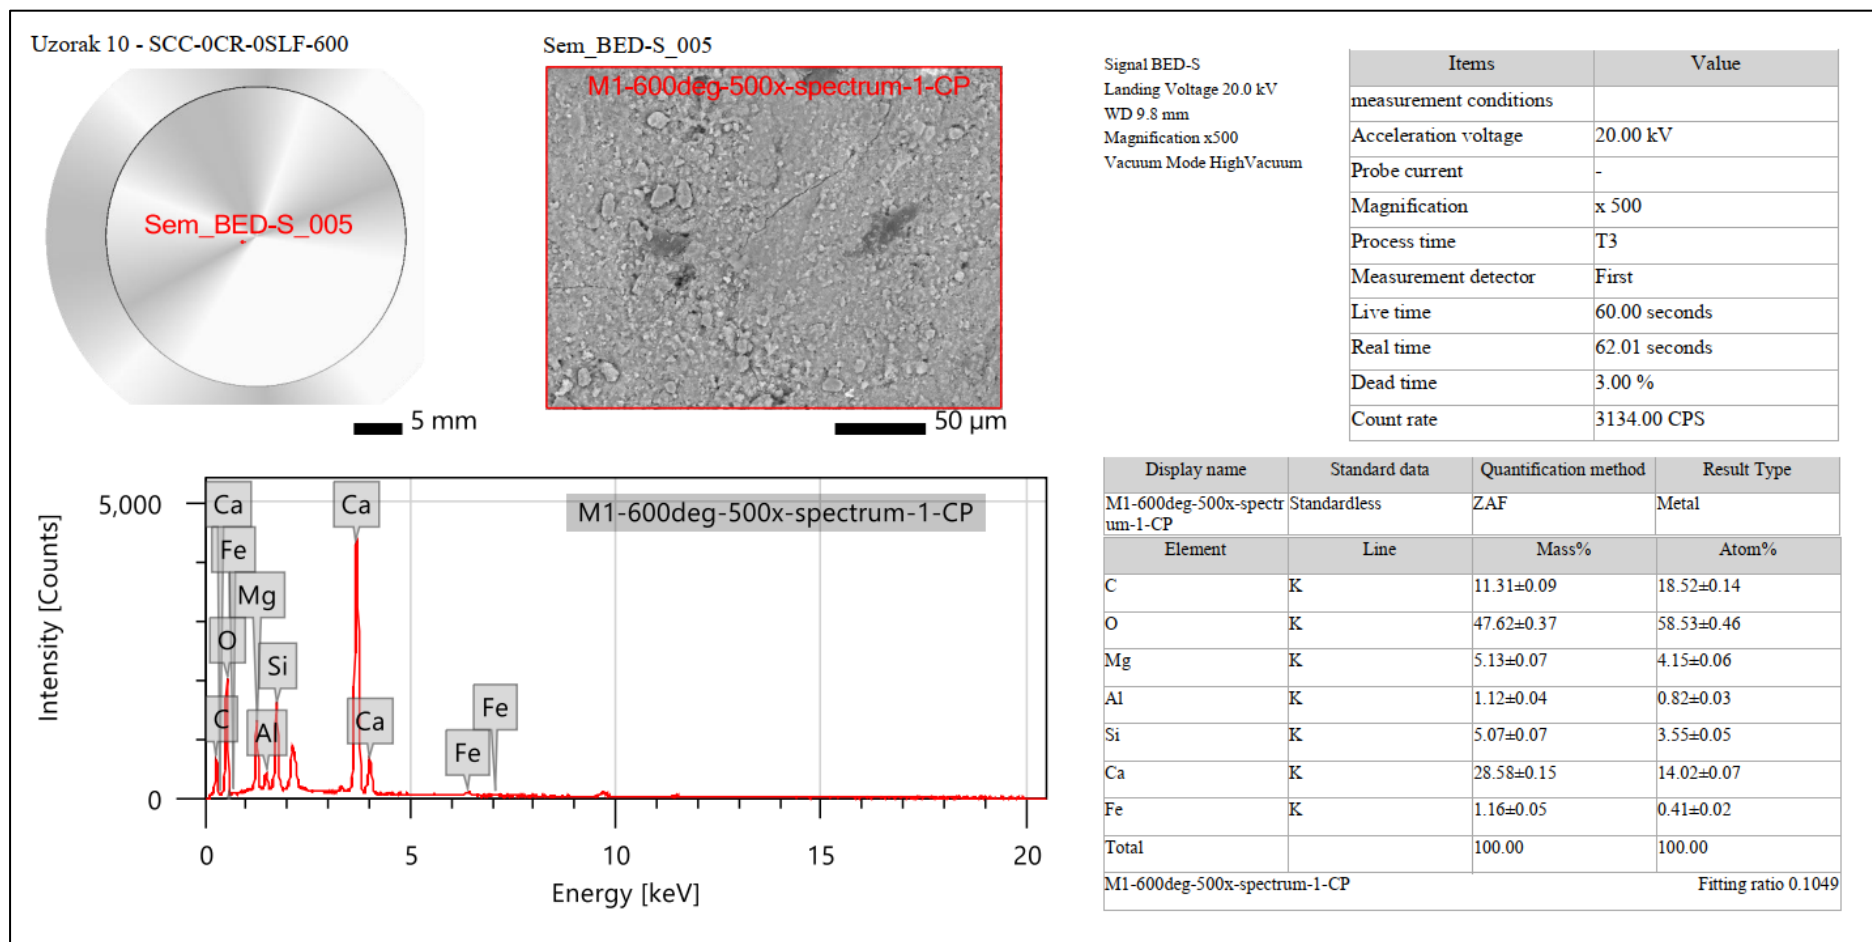 Uzorak 10 - SCC-0CR-0SLF-600
Sem_BED-S_005
Sem_BED-S_005
5 mm
M1-600deg-500x-spectrum-1-CP
50 µm
Signal BED-S
Landing Voltage 20.0 kV
WD 9.8 mm
Magnification x500
Vacuum Mode HighVacuum
Items Value
measurement conditions
Acceleration voltage 20.00 kV
Probe current -
Magnification x 500
Process time T3
Measurement detector First
Live time 60.00 seconds
Real time 62.01 seconds
Dead time 3.00 %
Count rate 3134.00 CPS
Intensity [Counts]
5,000
0
M1-600deg-500x-spectrum-1-CP
Ca
Ca
Fe
Mg
O
Si
C
Al
Ca
Fe
Fe
0 5 10 15 20
Energy [keV]
Display name Standard data Quantification method Result Type
M1-600deg-500x-spectr Standardless ZAF Metal
um-1-CP
Element Line Mass% Atom%
C K 11.31±0.09 18.52±0.14
O K 47.62±0.37 58.53±0.46
Mg K 5.13±0.07 4.15±0.06
Al K 1.12±0.04 0.82±0.03
Si K 5.07±0.07 3.55±0.05
Ca K 28.58±0.15 14.02±0.07
Fe K 1.16±0.05 0.41±0.02
Total 100.00 100.00
M1-600deg-500x-spectrum-1-CP Fitting ratio 0.1049